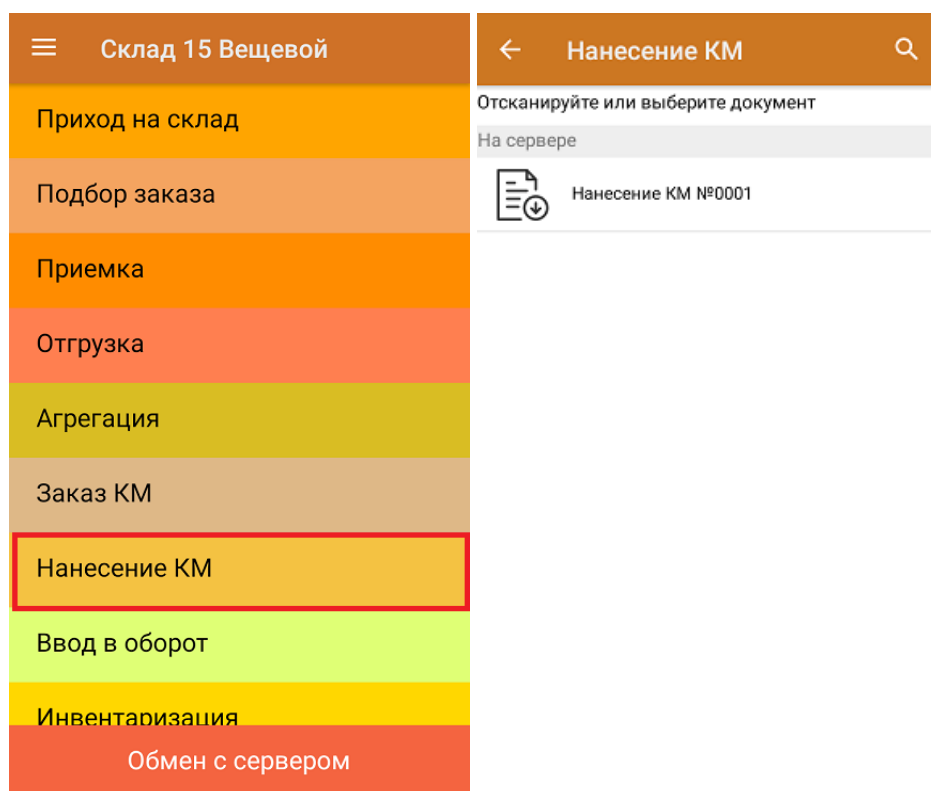 Склад 15 Вещевой
Приход на склад
Подбор заказа
Приемка
Отгрузка
Агрегация
Заказ КМ
Нанесение КМ
Ввод в оборот
Инвентаризация
Обмен с сервером
Нанесение КМ
Отсканируйте или выберите документ
На сервере
Нанесение КМ №0001